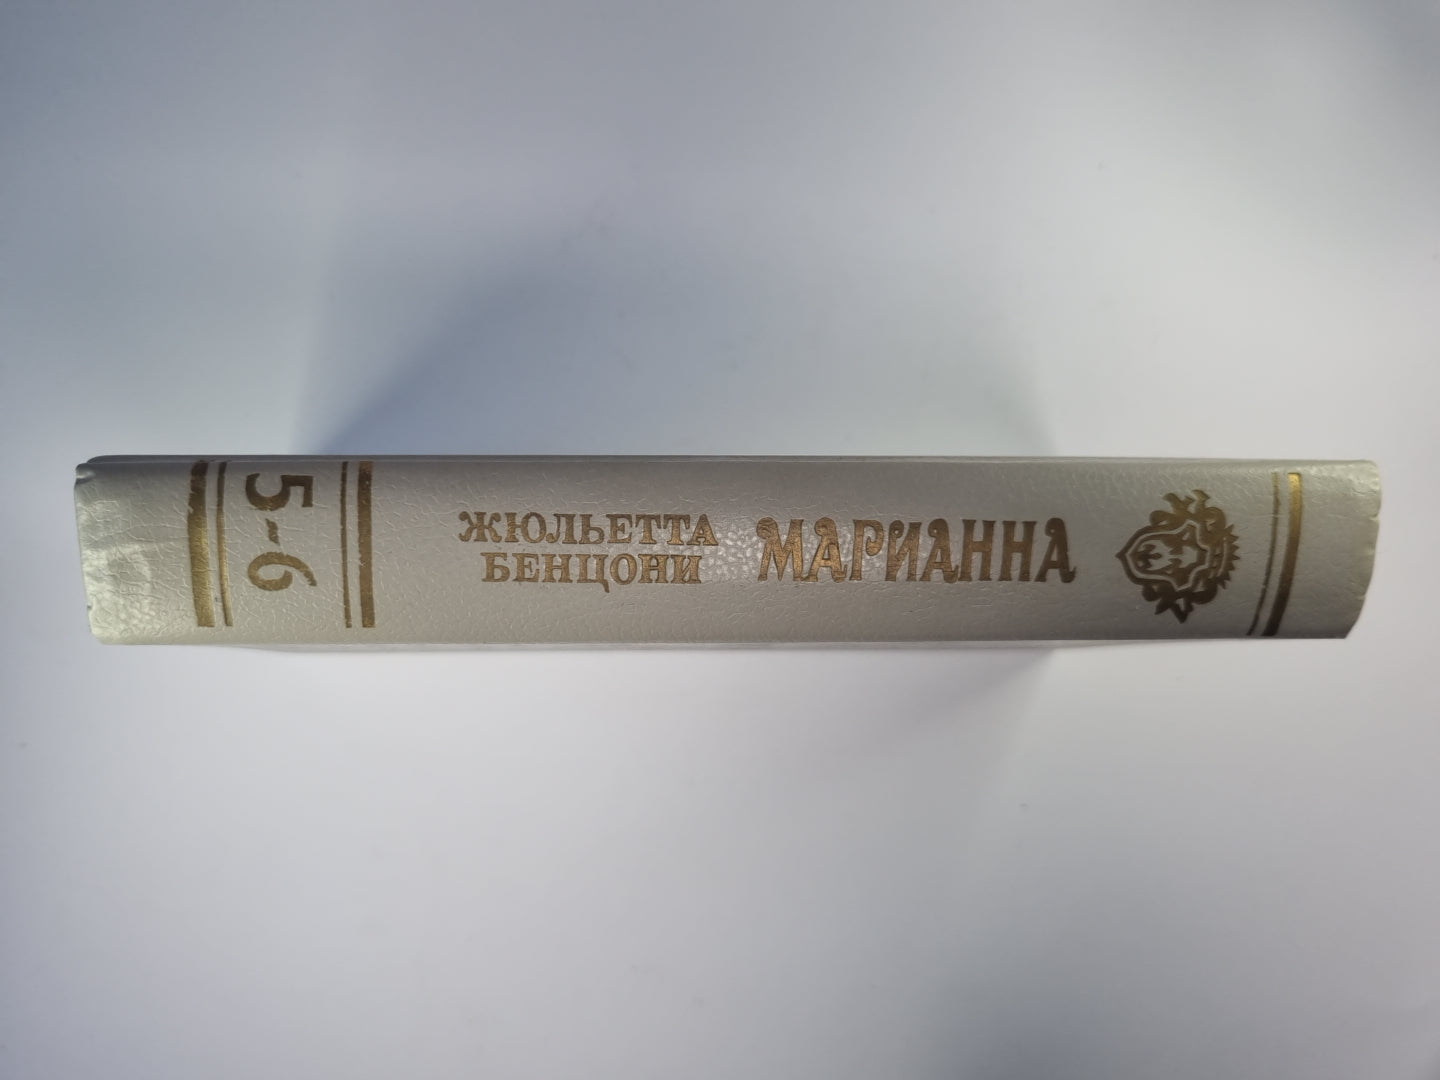 ЖЮЛЬЕТТА
БЕНЦОНИ
МАРИАННА
5-6